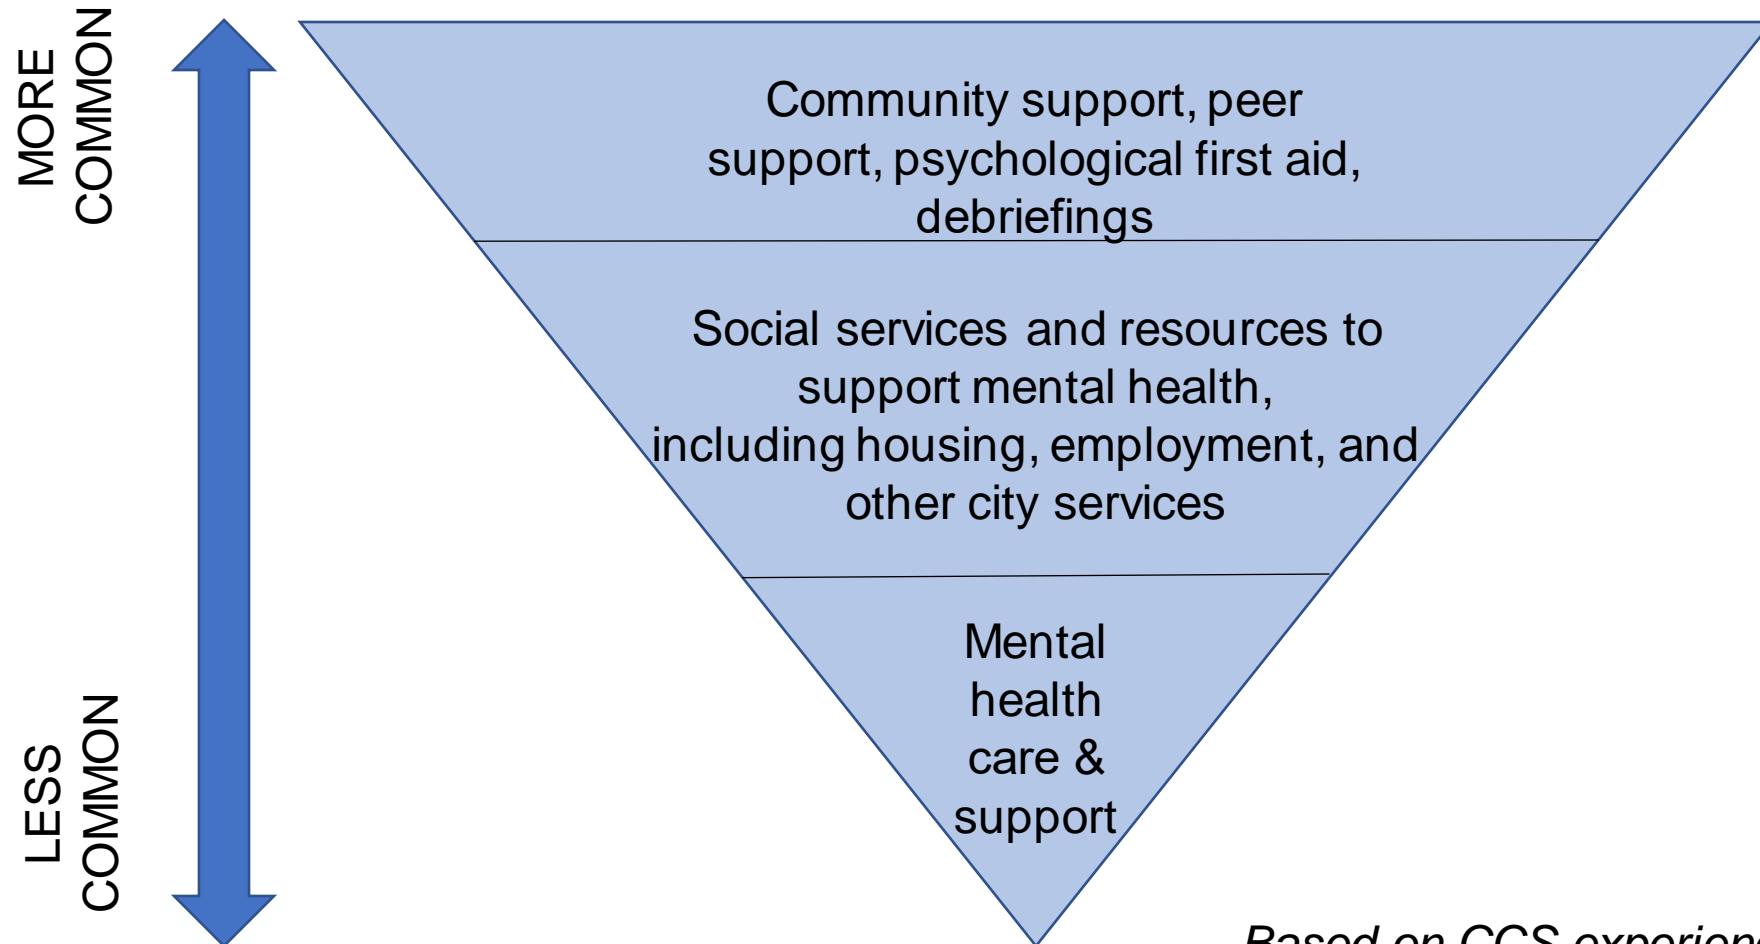 MORE
COMMON
Community support, peer
support, psychological first aid,
debriefings
Social services and resources to
support mental health,
including housing, employment, and
other city services
Mental
health
care &
support
LESS
COMMON
Based on CCS